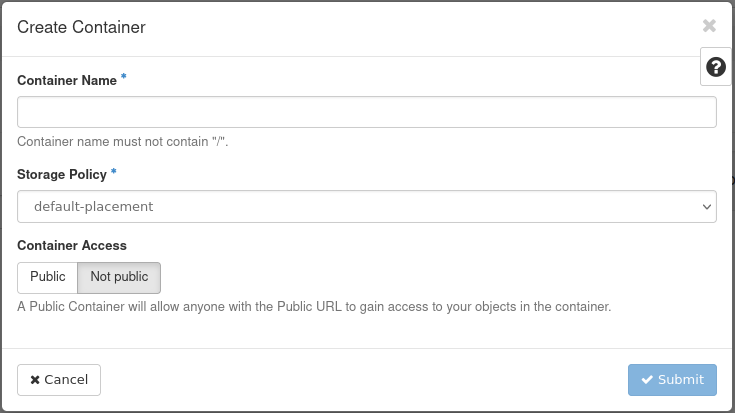 Create Container
Container Name *
Container name must not contain "/".
Storage Policy *
default-placement
Container Access
Public Not public
A Public Container will allow anyone with the Public URL to gain access to your objects in the container.
Cancel Submit